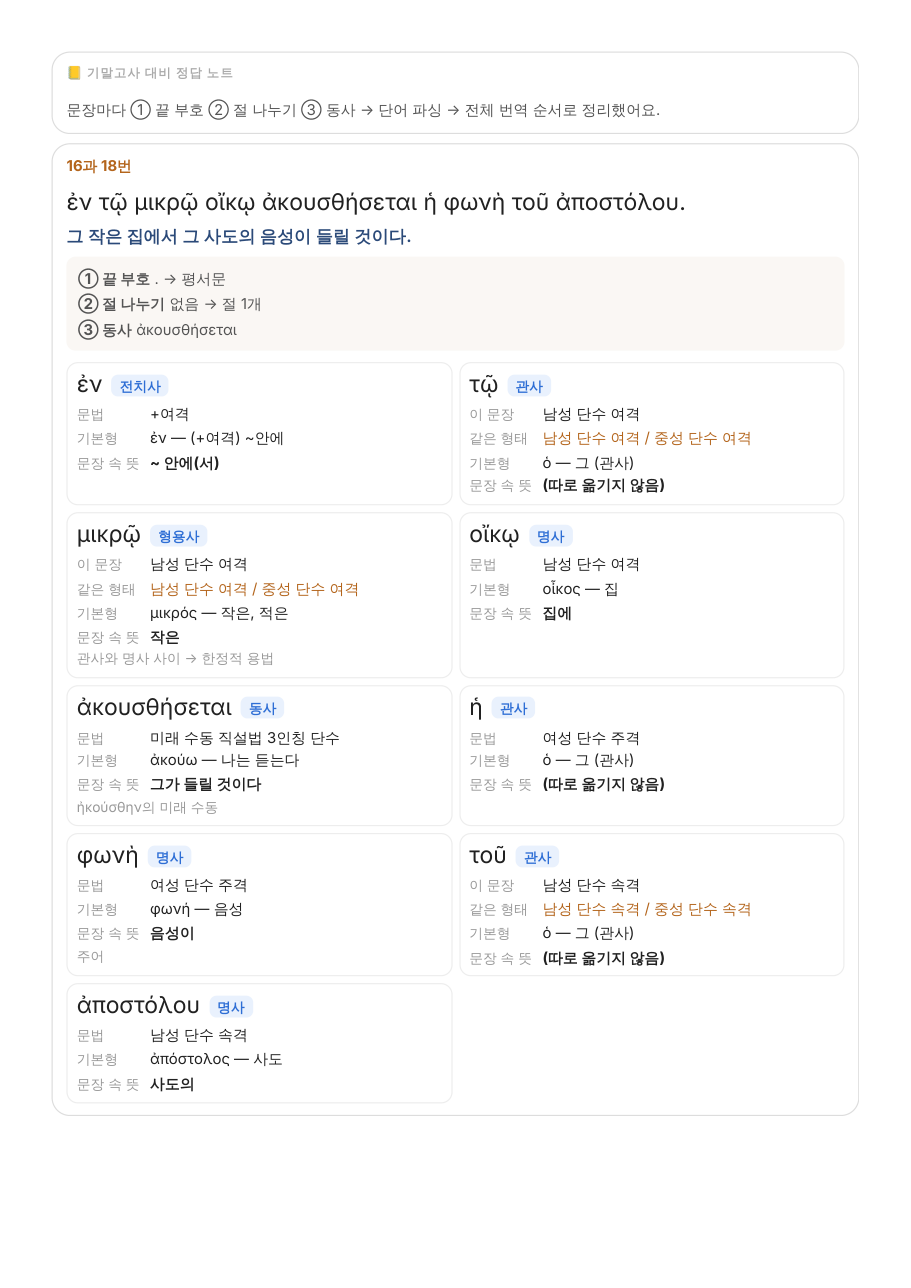 📒 기말고사 대비 정답 노트
문장마다 ① 끝 부호 ② 절 나누기 ③ 동사 → 단어 파싱 → 전체 번역 순서로 정리했어요.
16과 18번
ἐν τῷ μικρῷ οἴκῳ ἀκουσθήσεται ἡ φωνὴ τοῦ ἀποστόλου.
그 작은 집에서 그 사도의 음성이 들릴 것이다.
① 끝 부호 . → 평서문
② 절 나누기 없음 → 절 1개
③ 동사 ἀκουσθήσεται
ἐν 전치사
문법 +여격
기본형 ἐν — (+여격) ~안에
문장 속 뜻 ~ 안에(서)
τῷ 관사
이 문장 남성 단수 여격
같은 형태 남성 단수 여격 / 중성 단수 여격
기본형 ὁ — 그 (관사)
문장 속 뜻 (따로 옮기지 않음)
μικρῷ 형용사
이 문장 남성 단수 여격
같은 형태 남성 단수 여격 / 중성 단수 여격
기본형 μικρός — 작은, 적은
문장 속 뜻 작은
관사와 명사 사이 → 한정적 용법
οἴκῳ 명사
문법 남성 단수 여격
기본형 οἶκος — 집
문장 속 뜻 집에
ἀκουσθήσεται 동사
문법 미래 수동 직설법 3인칭 단수
기본형 ἀκούω — 나는 듣는다
문장 속 뜻 그가 들릴 것이다
ἠκούσθην의 미래 수동
ἡ 관사
문법 여성 단수 주격
기본형 ὁ — 그 (관사)
문장 속 뜻 (따로 옮기지 않음)
φωνὴ 명사
문법 여성 단수 주격
기본형 φωνή — 음성
문장 속 뜻 음성이
주어
τοῦ 관사
이 문장 남성 단수 속격
같은 형태 남성 단수 속격 / 중성 단수 속격
기본형 ὁ — 그 (관사)
문장 속 뜻 (따로 옮기지 않음)
ἀποστόλου 명사
문법 남성 단수 속격
기본형 ἀπόστολος — 사도
문장 속 뜻 사도의